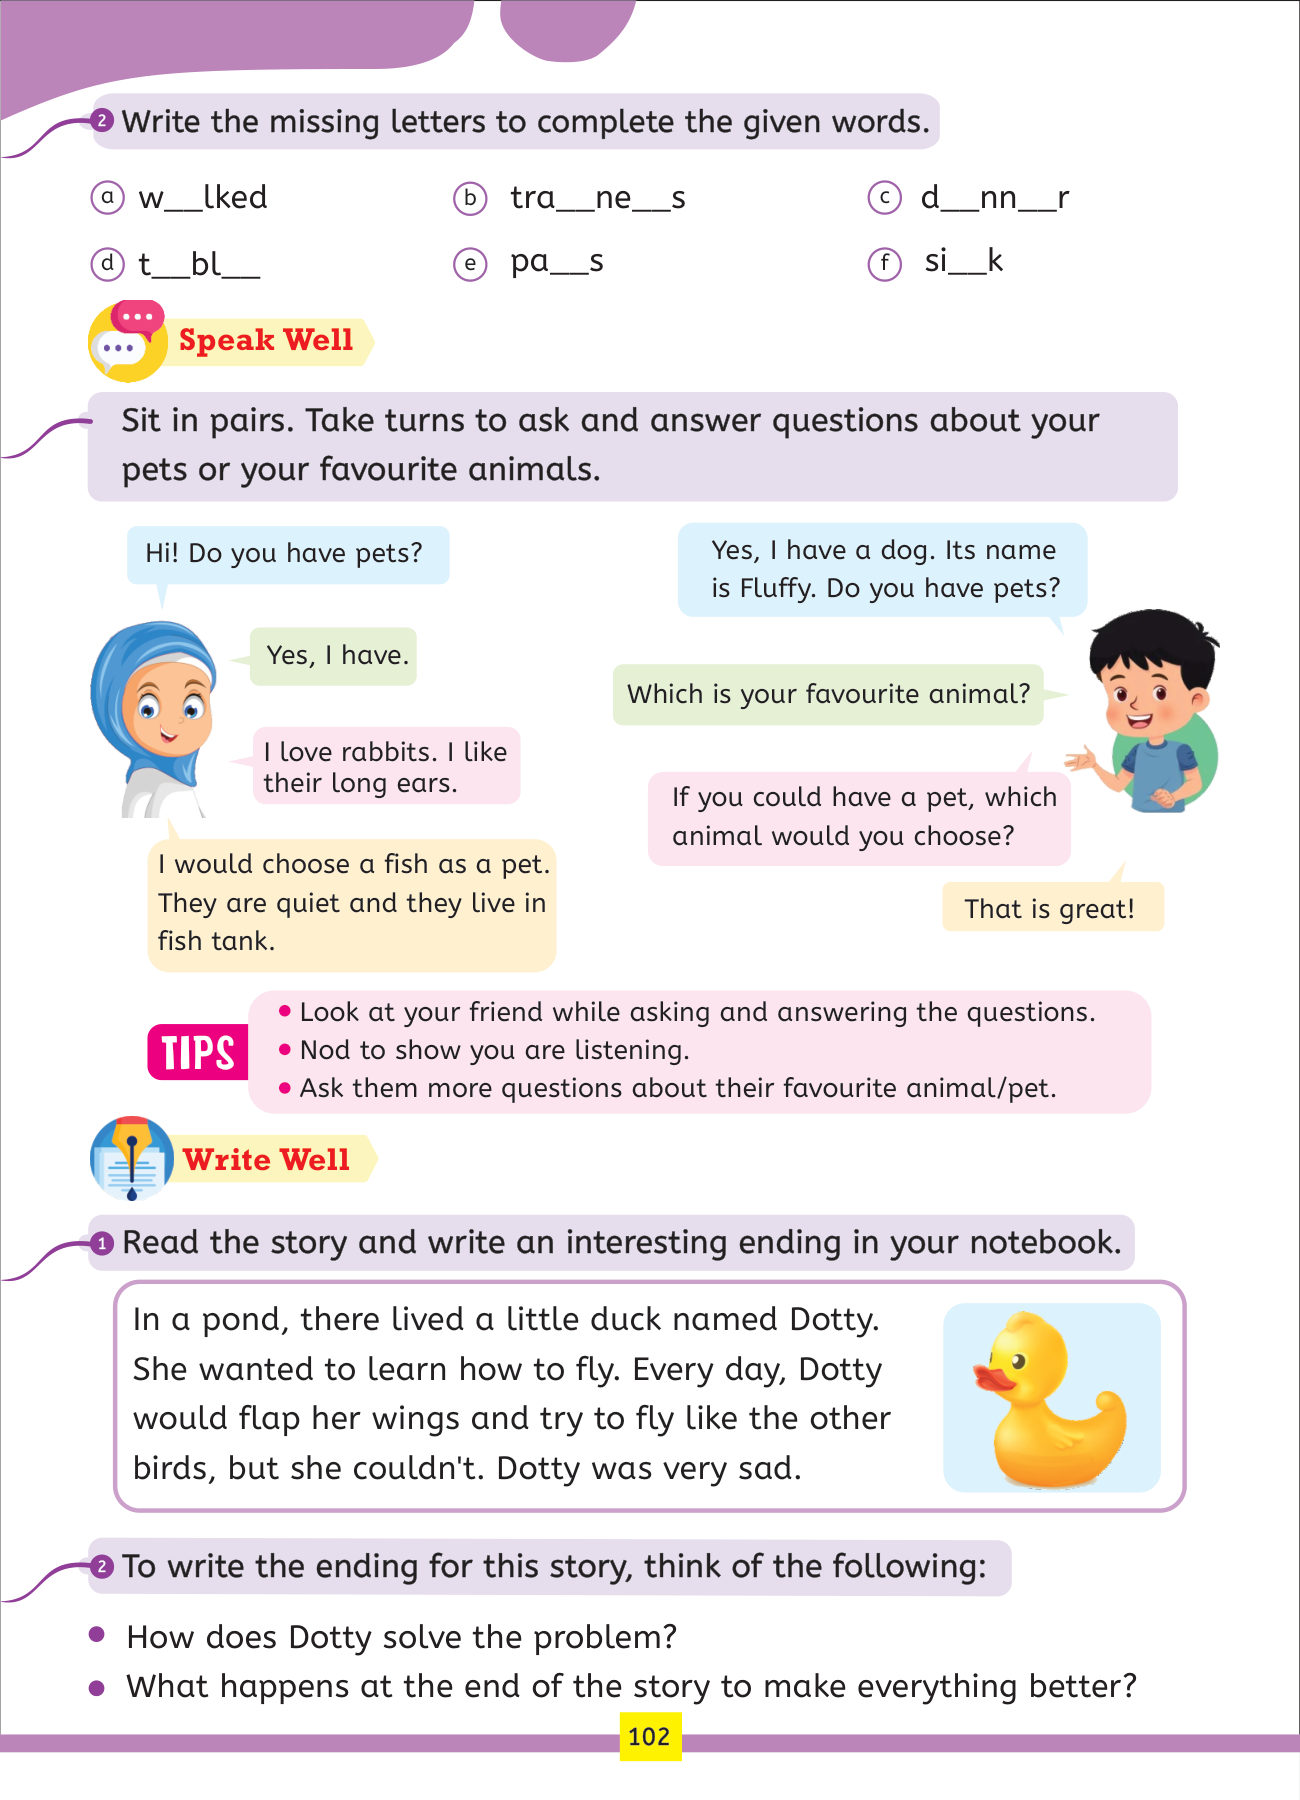 2 Write the missing letters to complete the given words.
a w__lked b tra__ne__s c d__nn__r
d t__bl__ e pa__s f si__k
Speak Well
Sit in pairs. Take turns to ask and answer questions about your
pets or your favourite animals.
Hi! Do you have pets?
Yes, I have a dog. Its name
is Fluffy. Do you have pets?
Yes, I have.
Which is your favourite animal?
I love rabbits. I like
their long ears.
If you could have a pet, which
animal would you choose?
I would choose a fish as a pet.
They are quiet and they live in
fish tank.
That is great!
TIPS
• Look at your friend while asking and answering the questions.
• Nod to show you are listening.
• Ask them more questions about their favourite animal/pet.
Write Well
1 Read the story and write an interesting ending in your notebook.
In a pond, there lived a little duck named Dotty.
She wanted to learn how to fly. Every day, Dotty
would flap her wings and try to fly like the other
birds, but she couldn't. Dotty was very sad.
2 To write the ending for this story, think of the following:
• How does Dotty solve the problem?
• What happens at the end of the story to make everything better?
102